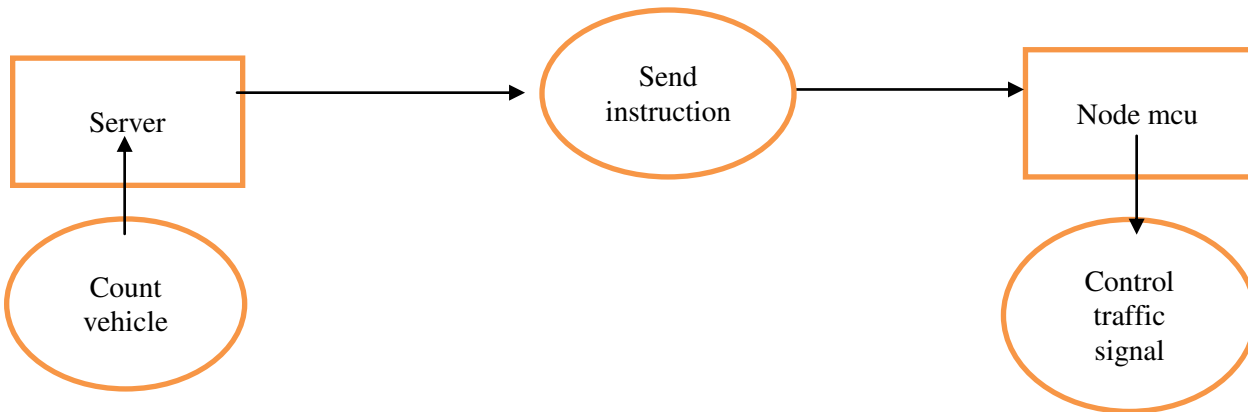 Server
Count
vehicle
Send
instruction
Node mcu
Control
traffic
signal